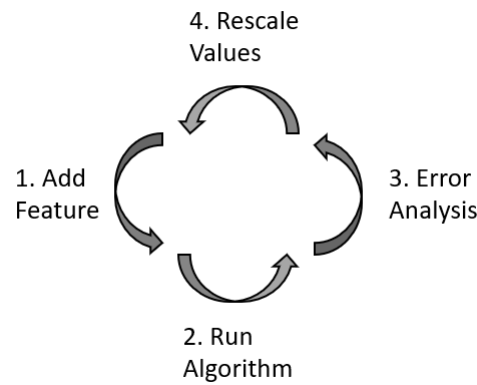 4. Rescale
Values
1. Add
Feature
3. Error
Analysis
2. Run
Algorithm